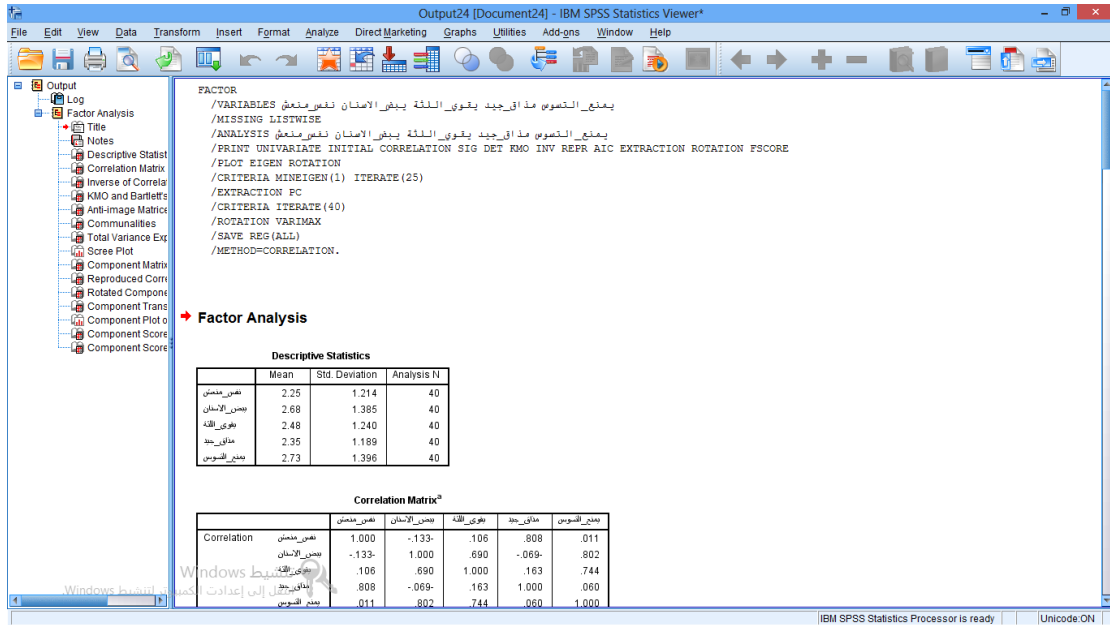 Output24 [Document24] - IBM SPSS Statistics Viewer*
File Edit View Data Transform Insert Format Analyze Direct Marketing Graphs Utilities Add-ons Window Help
Output
Log
Factor Analysis
Title
Notes
Descriptive Statist
Correlation Matrix
Inverse of Correla
KMO and Bartlett's
Anti-image Matrice
Communalities
Total Variance Exp
Scree Plot
Component Matrix
Reproduced Corre
Rotated Compone
Component Trans
Component Plot o
Component Score
Component Score
FACTOR
/VARIABLES نفس_منعش يبيض_الاسنان يقوي_اللثة مذاق_جيد يمنع_التسوس
/MISSING LISTWISE
/ANALYSIS نفس_منعش يبيض_الاسنان يقوي_اللثة مذاق_جيد يمنع_التسوس
/PRINT UNIVARIATE INITIAL CORRELATION SIG DET KMO INV REPR AIC EXTRACTION ROTATION FSCORE
/PLOT EIGEN ROTATION
/CRITERIA MINEIGEN(1) ITERATE(25)
/EXTRACTION PC
/CRITERIA ITERATE(40)
/ROTATION VARIMAX
/SAVE REG(ALL)
/METHOD=CORRELATION.
Factor Analysis
Descriptive Statistics
Mean Std. Deviation Analysis N
نفس_منعش 2.25 1.214 40
يبيض_الاسنان 2.68 1.385 40
يقوي_اللثة 2.48 1.240 40
مذاق_جيد 2.35 1.189 40
يمنع_التسوس 2.73 1.396 40
Correlation Matrixa
نفس_منعش يبيض_الاسنان يقوي_اللثة مذاق_جيد يمنع_التسوس
Correlation نفس_منعش 1.000 -.133- .106 .808 .011
يبيض_الاسنان -.133- 1.000 .690 -.069- .802
يقوي_اللثة .106 .690 1.000 .163 .744
مذاق_جيد .808 -.069- .163 1.000 .060
يمنع_التسوس .011 .802 .744 .060 1.000
تنشيط Windows
انتقل إلى إعدادت الكمبيوتر لتنشيط Windows.
IBM SPSS Statistics Processor is ready Unicode:ON